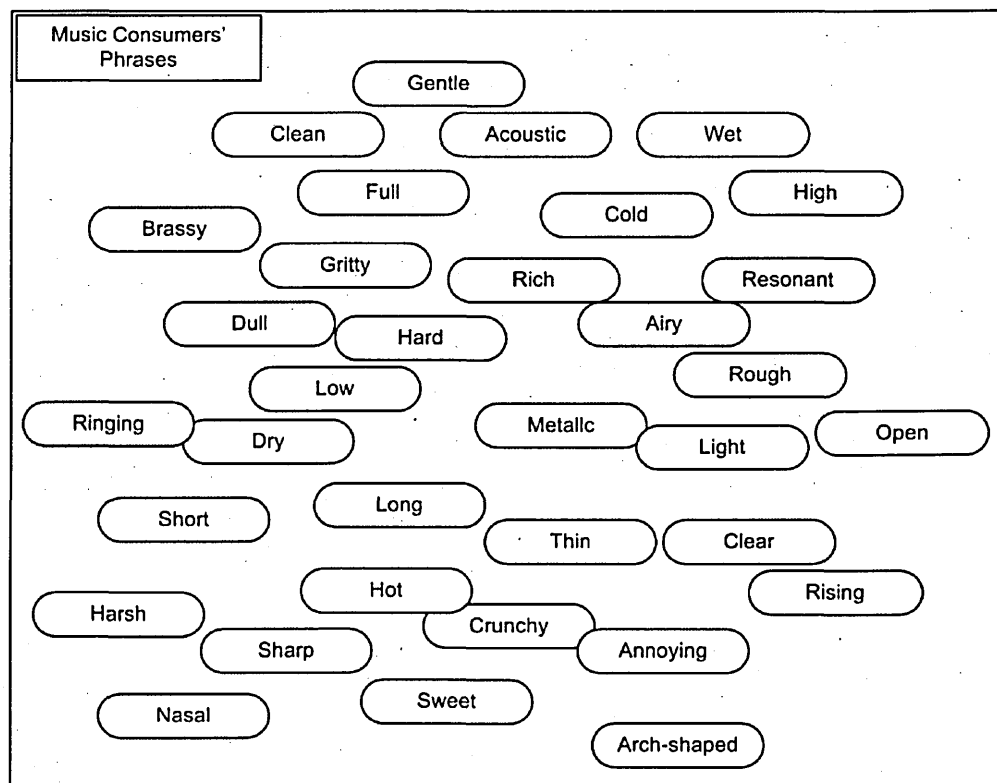 Music Consumers'
Phrases
Gentle
Clean
Acoustic
Wet
Full
High
Cold
Brassy
Gritty
Rich
Resonant
Dull
Hard
Airy
Rough
Low
Ringing
Dry
Metallc
Light
Open
Short
Long
Thin
Clear
Hot
Rising
Harsh
Crunchy
Sharp
Annoying
Sweet
Nasal
Arch-shaped